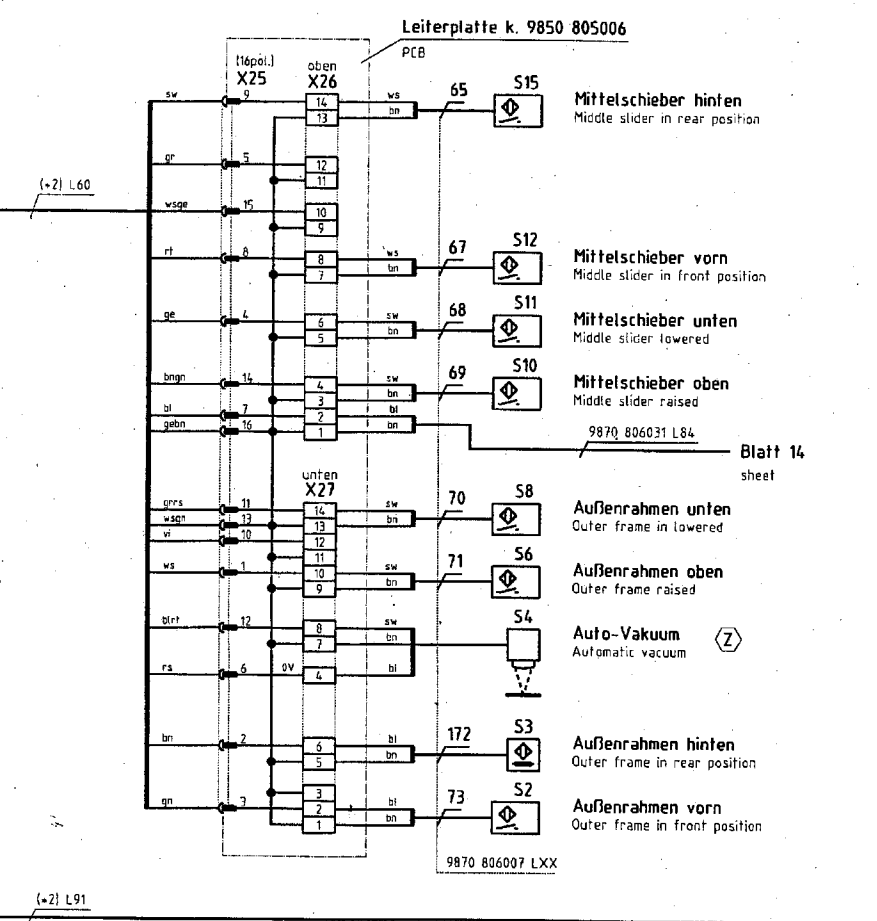 Leiterplatte k. 9850 805006
PCB
(16pol.)
X25
oben
X26
sw 9 14 ws 65 S15
13 bn
Mittelschieber hinten
Middle slider in rear position
gr 5 12
11
(+2) L60
wsge 15 10
9
rt 8 8 ws 67 S12
7 bn
Mittelschieber vorn
Middle slider in front position
ge 4 6 sw 68 S11
5 bn
Mittelschieber unten
Middle slider lowered
bngn 14 4 sw 69 S10
3 bn
Mittelschieber oben
Middle slider raised
bl 7 2 bl
gebn 16 1 bn
9870 806031 L84
Blatt 14
sheet
unten
X27
grrs 11 14 sw 70 S8
wsgn 13 13 bn
Außenrahmen unten
Outer frame in lowered
vi 10 12
11
ws 1 10 sw 71 S6
9 bn
Außenrahmen oben
Outer frame raised
blrt 12 8 sw S4
7 bn
Auto-Vakuum Z
Automatic vacuum
rs 6 0V 4 bl
bn 2 6 bl 172 S3
5 bn
Außenrahmen hinten
Outer frame in rear position
3
gn 3 2 bl 73 S2
1 bn
Außenrahmen vorn
Outer frame in front position
9870 806007 LXX
(+2) L91